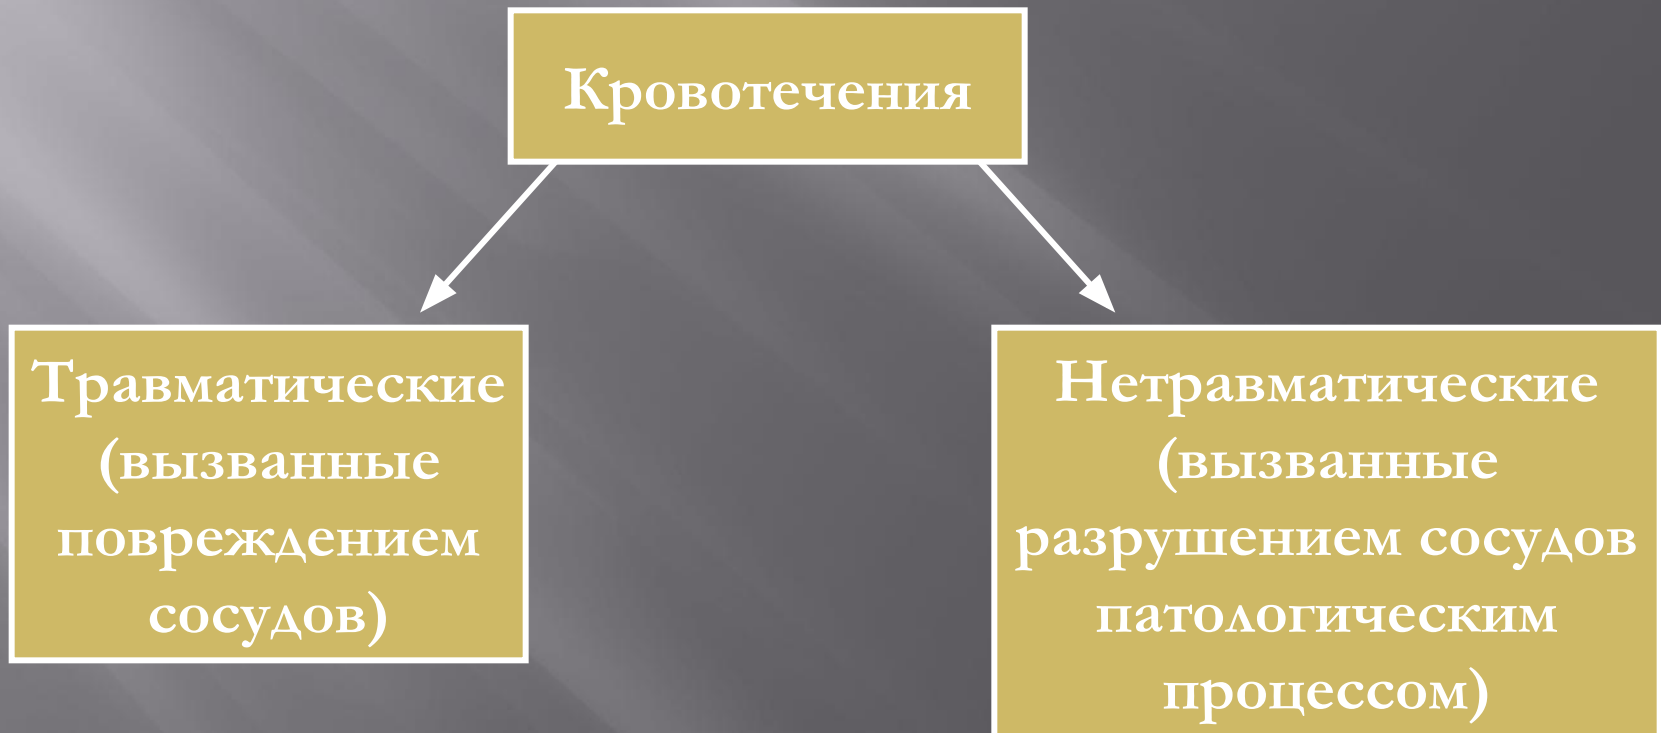 Кровотечения
Травматические
(вызванные
повреждением
сосудов)
Нетравматические
(вызванные
разрушением сосудов
патологическим
процессом)